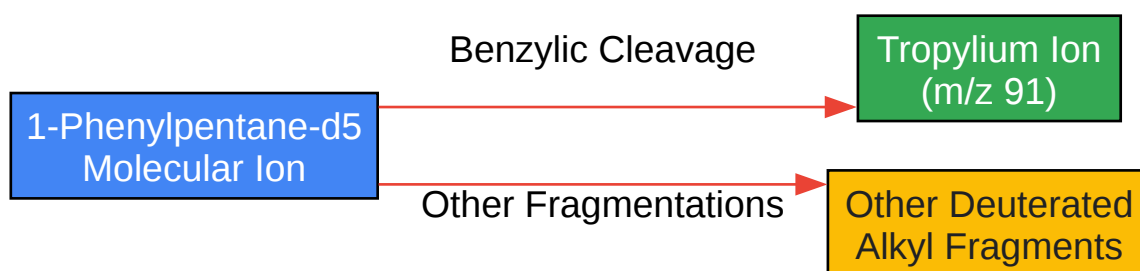 1-Phenylpentane-d5
Molecular Ion
Benzylic Cleavage
Tropylium Ion
(m/z 91)
Other Fragmentations
Other Deuterated
Alkyl Fragments